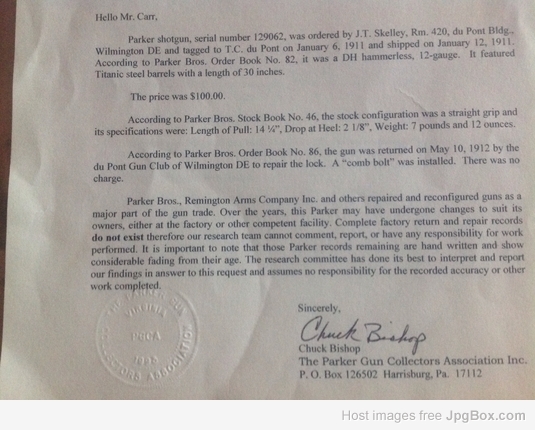 Hello Mr. Carr,
Parker shotgun, serial number 129062, was ordered by J.T. Skelley, Rm. 420, du Pont Bldg.,
Wilmington DE and tagged to T.C. du Pont on January 6, 1911 and shipped on January 12, 1911.
According to Parker Bros. Order Book No. 82, it was a DH hammerless, 12-gauge. It featured
Titanic steel barrels with a length of 30 inches.
The price was $100.00.
According to Parker Bros. Stock Book No. 46, the stock configuration was a straight grip and
its specifications were: Length of Pull: 14 ¼”, Drop at Heel: 2 1/8”, Weight: 7 pounds and 12 ounces.
According to Parker Bros. Order Book No. 86, the gun was returned on May 10, 1912 by the
du Pont Gun Club of Wilmington DE to repair the lock. A “comb bolt” was installed. There was no
charge.
Parker Bros., Remington Arms Company Inc. and others repaired and reconfigured guns as a
major part of the gun trade. Over the years, this Parker may have undergone changes to suit its
owners, either at the factory or other competent facility. Complete factory return and repair records
do not exist therefore our research team cannot comment, report, or have any responsibility for work
performed. It is important to note that those Parker records remaining are hand written and show
considerable fading from their age. The research committee has done its best to interpret and report
our findings in answer to this request and assumes no responsibility for the recorded accuracy or other
work completed.
Sincerely,
Chuck Bishop
Chuck Bishop
The Parker Gun Collectors Association Inc.
P. O. Box 126502 Harrisburg, Pa. 17112
THE PARKER GUN
VIRGINIA
PGCA
ASSOCIATION
Host images free JpgBox.com